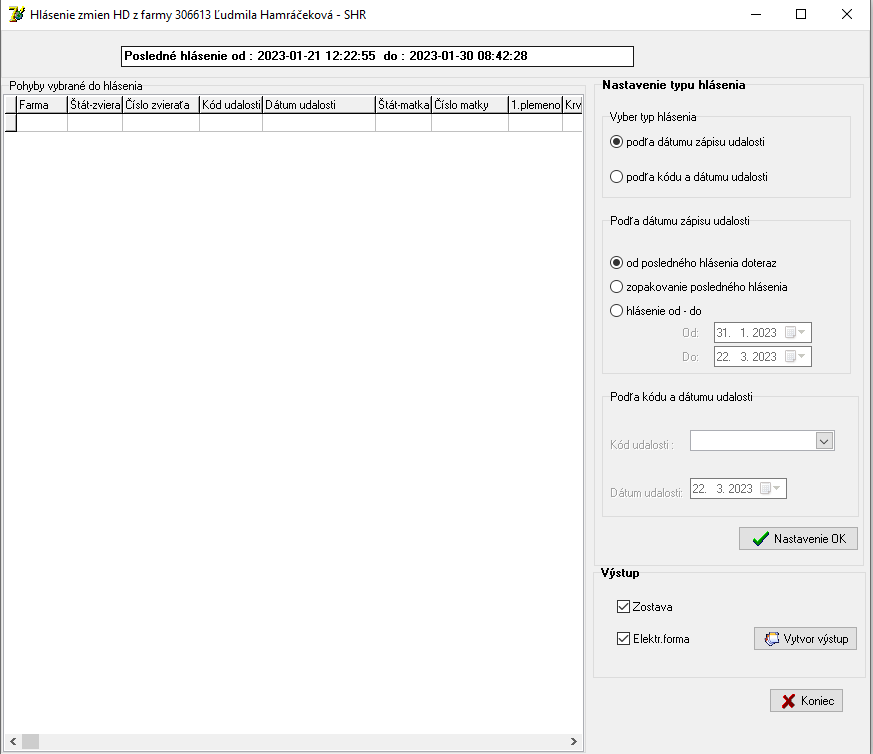 Hlásenie zmien HD z farmy 306613 Ľudmila Hamráčeková - SHR
Posledné hlásenie od : 2023-01-21 12:22:55 do : 2023-01-30 08:42:28
Pohyby vybrané do hlásenia
Farma Štát-zviera Číslo zvieraťa Kód udalosti Dátum udalosti Štát-matka Číslo matky 1.plemeno Krv
Nastavenie typu hlásenia
Vyber typ hlásenia
podľa dátumu zápisu udalosti
podľa kódu a dátumu udalosti
Podľa dátumu zápisu udalosti
od posledného hlásenia doteraz
zopakovanie posledného hlásenia
hlásenie od - do
Od: 31. 1. 2023
Do: 22. 3. 2023
Podľa kódu a dátumu udalosti
Kód udalosti :
Dátum udalosti: 22. 3. 2023
Nastavenie OK
Výstup
Zostava
Elektr.forma
Vytvor výstup
Koniec